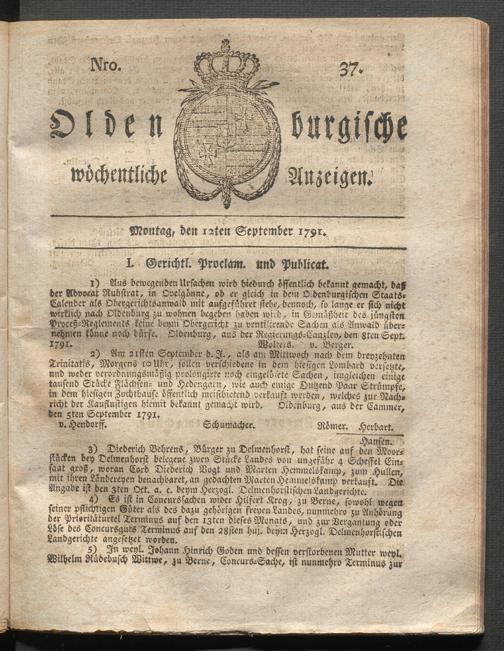 Nro. 37.
Oldenburgische
wöchentliche Anzeigen.
Montag, den 12ten September 1791.
I. Gerichtl. Proclam. und Publicat.
1) Aus bewegenden Ursachen wird hiedurch öffentlich bekannt gemacht, daß
der Advocat Ruhstrat, in Ovelgönne, ob er gleich in dem Oldenburgischen Staats-
Calender als Obergerichtsanwald mit aufgeführet stehe, dennoch, so lange er sich nicht
wirklich nach Oldenburg zu wohnen begeben haben wird, in Gemäßheit des jüngsten
Proceß-Reglements keine beym Obergericht zu ventilirende Sachen als Anwald über-
nehmen könne noch dürfe. Oldenburg, aus der Regierungs-Canzley, den 8ten Sept.
1791. Wolters. v. Berger.
2) Am 21sten September d. J., als am Mittwoch nach dem dreyzehnten
Trinitatis, Morgens 10 Uhr, sollen verschiedene in dem hiesigen Lombard versetzte,
und weder verordnungsmäßig prolongirte noch eingelösete Sachen, imgleichen einige
tausend Stücke Flächsen- und Hedengarn, wie auch einige Dutzend Paar Strümpfe,
in dem hiesigen Zuchthause öffentlich meistbietend verkauft werden, welches zur Nach-
richt der Kauflustigen hiemit bekannt gemacht wird. Oldenburg, aus der Cammer,
den 5ten September 1791.
v. Hendorff. Schumacher. Römer. Herbart.
Hansen.
3) Diederich Behrens, Bürger zu Delmenhorst, hat seine auf den Moor-
stücken bey Delmenhorst belegene zwey Stücke Landes von ungefähr 4 Scheffel Ein-
saat groß, woran Cord Diederich Vogt und Marten Hemmelskamp, zum Hullen,
mit ihren Ländereyen benachbaret, an gedachten Marten Hemmelskamp verkauft. Die
Angabe ist den 3ten Oct. a. c. beym Herzogl. Delmenhorstischen Landgerichte.
4) Es ist in Concurssachen wider Hilfert Krog, zu Berne, sowohl wegen
seiner pflichtigen Güter als des dazu gehörigen freyen Landes, nunmehro zu Anhörung
der Prioritäturtel Terminus auf den 13ten dieses Monats, und zur Vergantung oder
Löse des Concursguts Terminus auf den 28sten huj. beym Herzogl. Delmenhorstischen
Landgerichte angesetzet worden.
5) In weyl. Johann Hinrich Goden und dessen verstorbenen Mutter weyl.
Wilhelm Rüdebusch Wittwe, zu Berne, Concurs-Sache, ist nunmehro Terminus zur